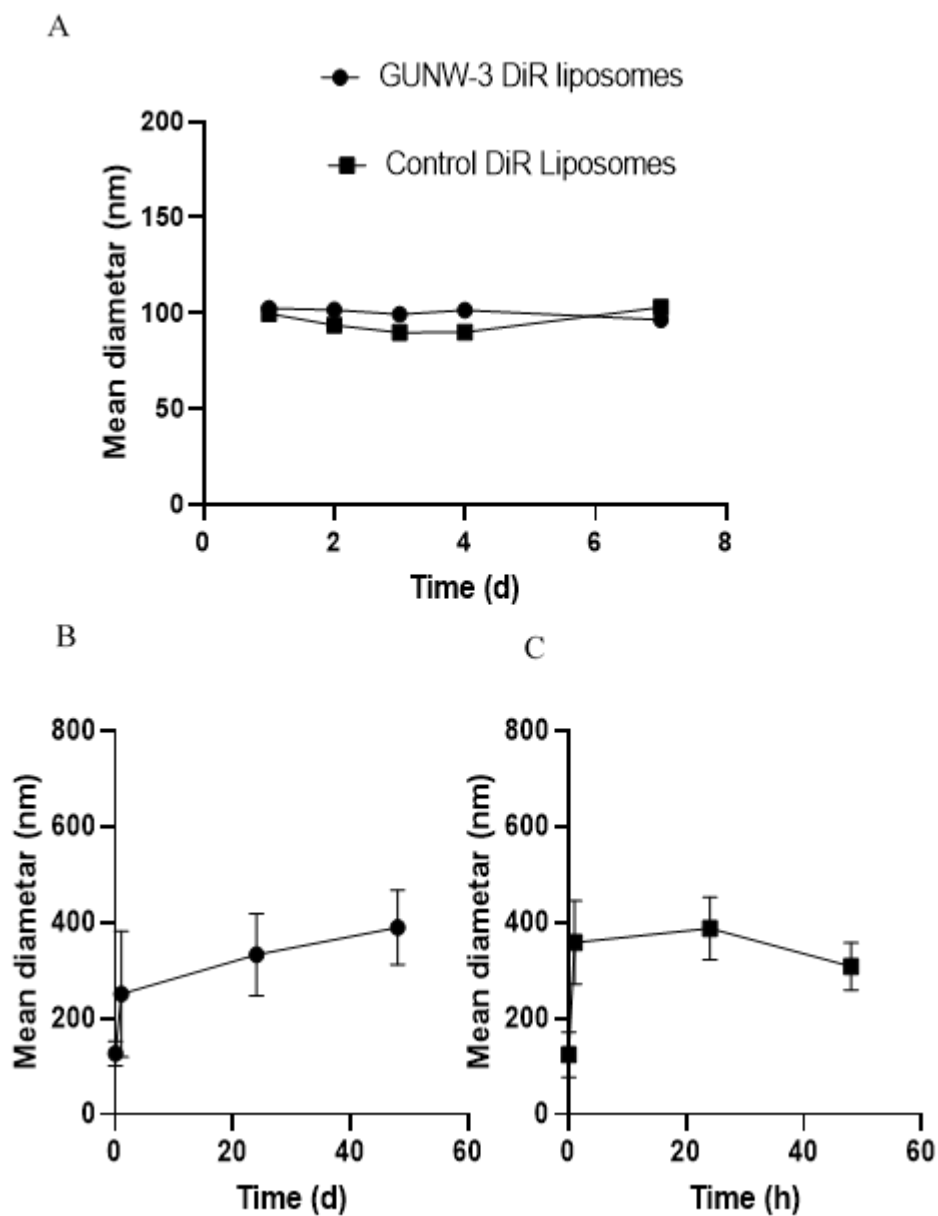 A
GUNW-3 DiR liposomes
Control DiR Liposomes
Mean diametar (nm)
200
150
100
50
0
0 2 4 6 8
Time (d)
B
Mean diametar (nm)
800
600
400
200
0
0 20 40 60
Time (d)
C
Mean diametar (nm)
800
600
400
200
0
0 20 40 60
Time (h)